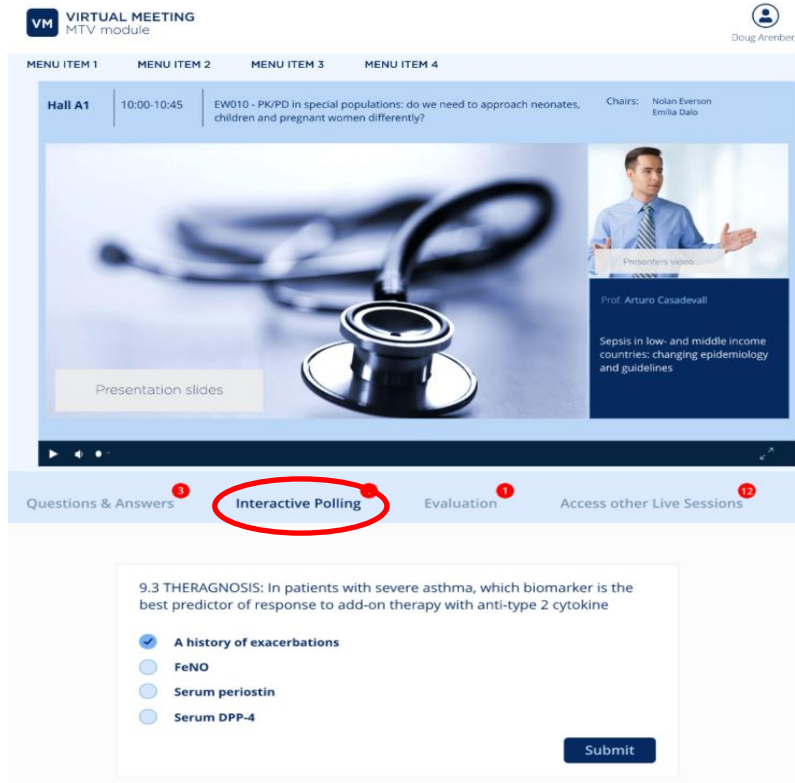 VM
VIRTUAL MEETING
MTV module
Doug Arenber
MENU ITEM 1 MENU ITEM 2 MENU ITEM 3 MENU ITEM 4
Hall A1
10:00-10:45
EW010 - PK/PD in special populations: do we need to approach neonates,
children and pregnant women differently?
Chairs:
Nolan Everson
Emilia Dalo
Presentation slides
Presenters video
Prof. Arturo Casadevall
Sepsis in low- and middle income
countries: changing epidemiology
and guidelines
Questions & Answers 3
Interactive Polling
Evaluation 1
Access other Live Sessions 12
9.3 THERAGNOSIS: In patients with severe asthma, which biomarker is the
best predictor of response to add-on therapy with anti-type 2 cytokine
A history of exacerbations
FeNO
Serum periostin
Serum DPP-4
Submit